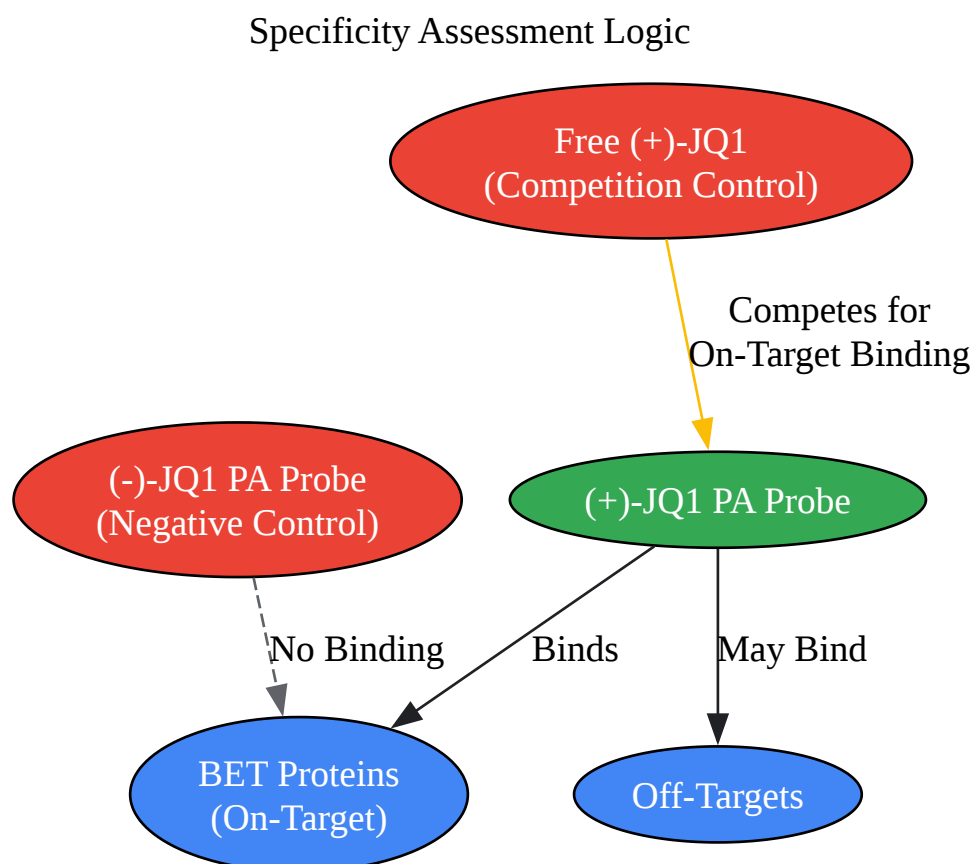 Specificity Assessment Logic
Free (+)-JQ1
(Competition Control)
Competes for
On-Target Binding
(-)-JQ1 PA Probe
(Negative Control)
(+)-JQ1 PA Probe
No Binding
Binds
May Bind
BET Proteins
(On-Target)
Off-Targets